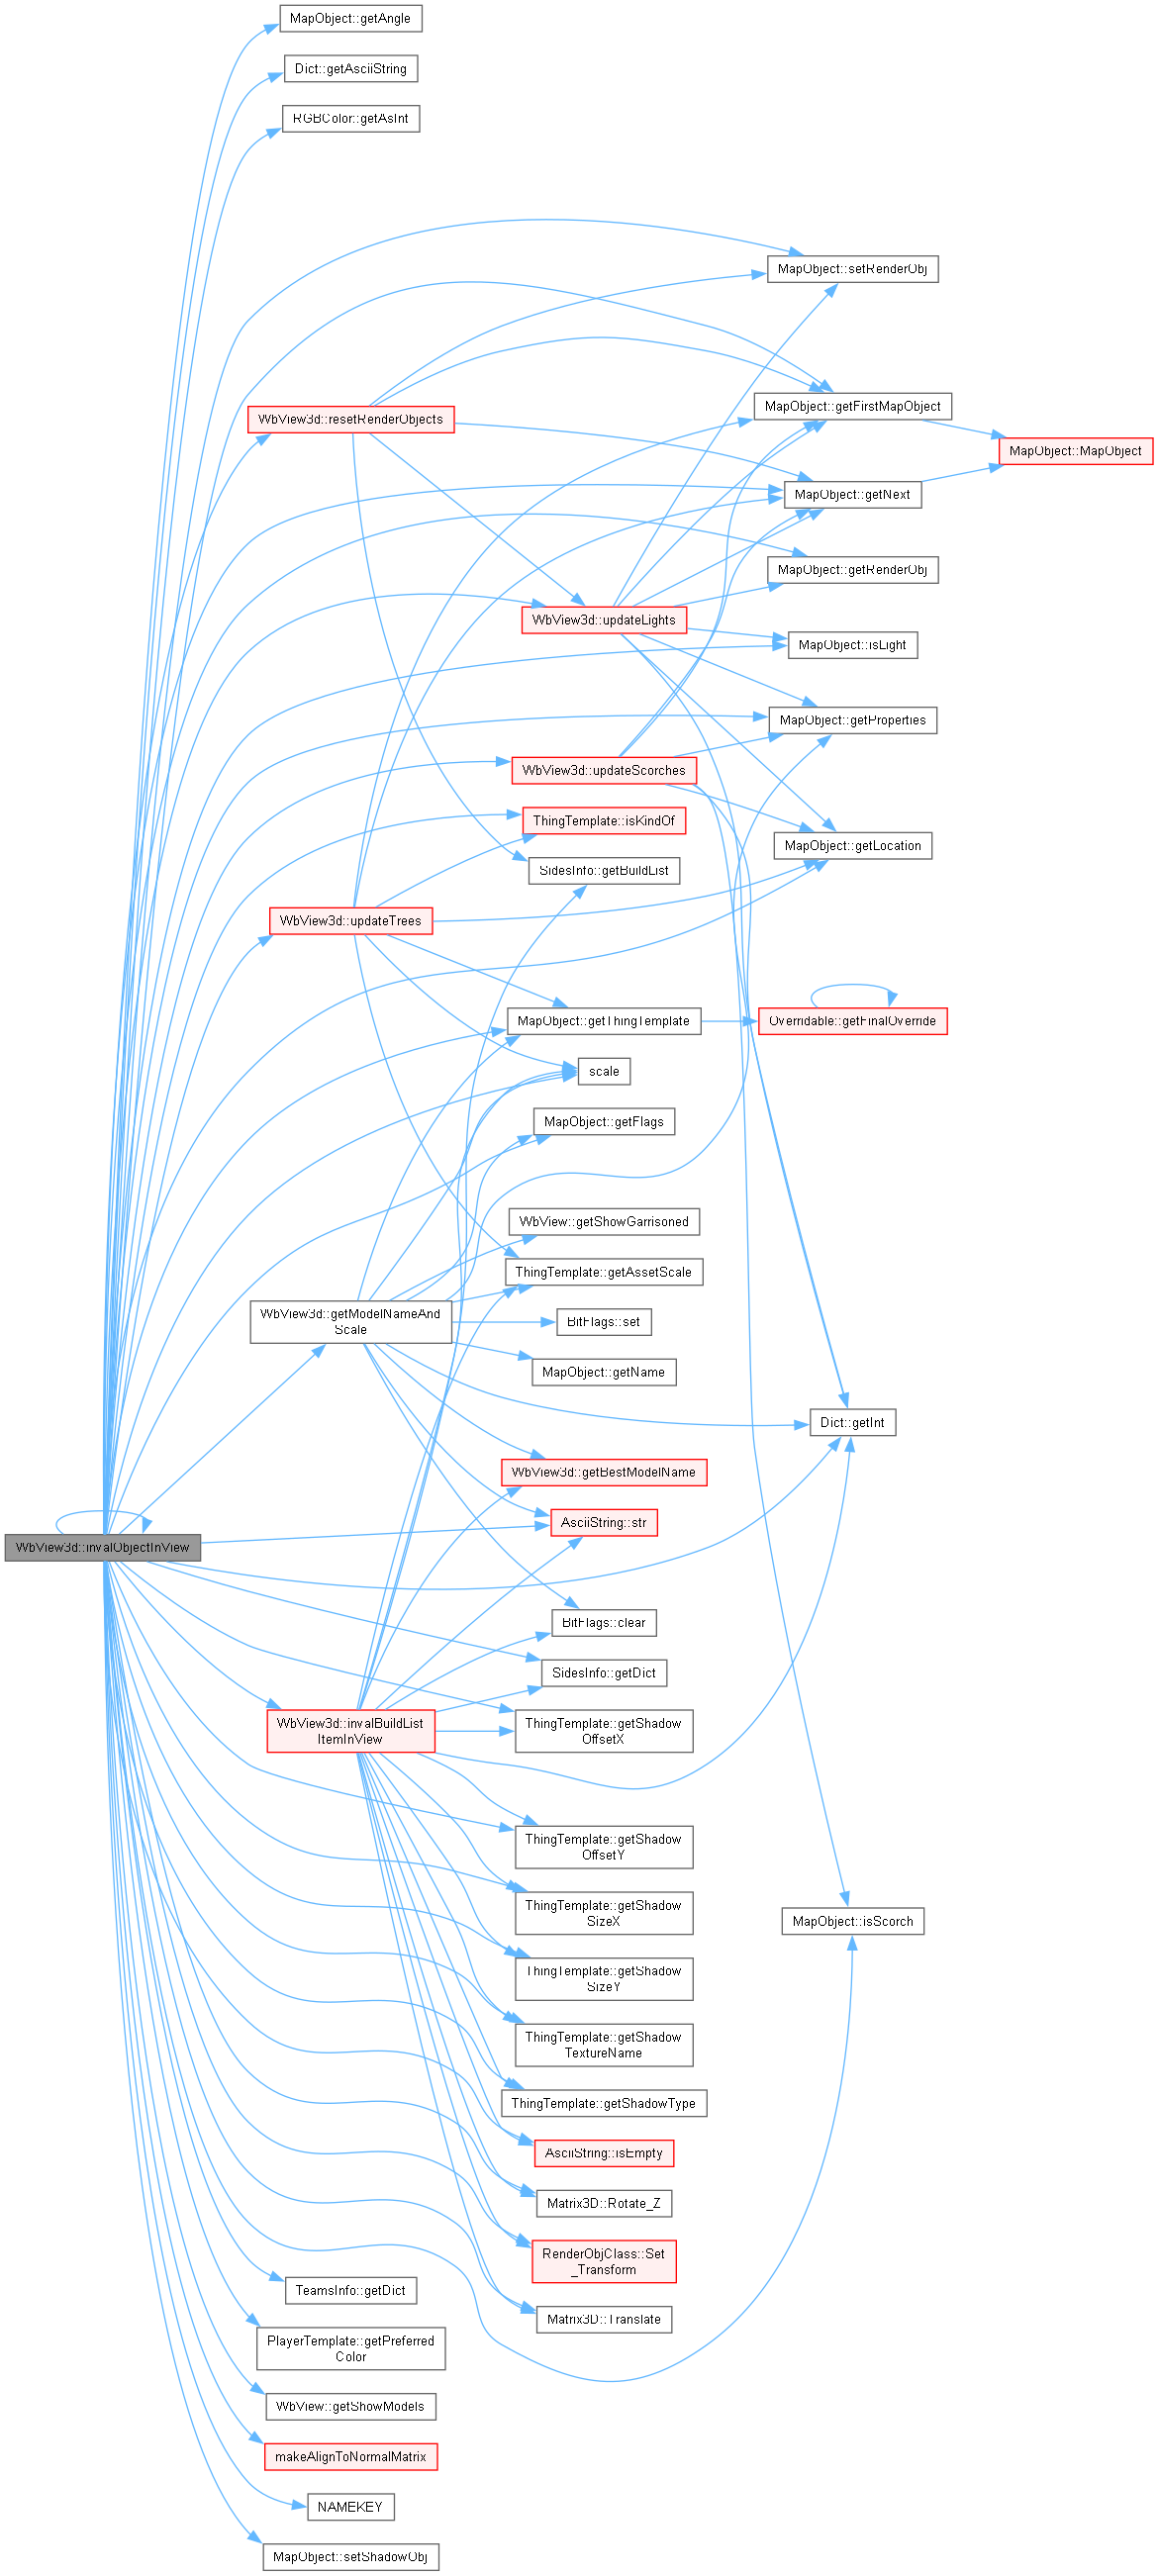 MapObject::getAngle
Dict::getAsciiString
RGBColor::getAsInt
MapObject::setRenderObj
MapObject::getFirstMapObject
WbView3d::resetRenderObjects
MapObject::MapObject
MapObject::getNext
MapObject::getRenderObj
WbView3d::updateLights
MapObject::isLight
MapObject::getProperties
WbView3d::updateScorches
ThingTemplate::isKindOf
MapObject::getLocation
SidesInfo::getBuildList
WbView3d::updateTrees
MapObject::getThingTemplate
Overridable::getFinalOverride
scale
MapObject::getFlags
WbView::getShowGarrisoned
ThingTemplate::getAssetScale
WbView3d::getModelNameAnd
Scale
BitFlags::set
MapObject::getName
Dict::getInt
WbView3d::getBestModelName
AsciiString::str
WbView3d::invalObjectInView
BitFlags::clear
SidesInfo::getDict
WbView3d::invalBuildList
ItemInView
ThingTemplate::getShadow
OffsetX
ThingTemplate::getShadow
OffsetY
ThingTemplate::getShadow
SizeX
MapObject::isScorch
ThingTemplate::getShadow
SizeY
ThingTemplate::getShadow
TextureName
ThingTemplate::getShadowType
AsciiString::isEmpty
Matrix3D::Rotate_Z
RenderObjClass::Set
_Transform
TeamsInfo::getDict
Matrix3D::Translate
PlayerTemplate::getPreferred
Color
WbView::getShowModels
makeAlignToNormalMatrix
NAMEKEY
MapObject::setShadowObj